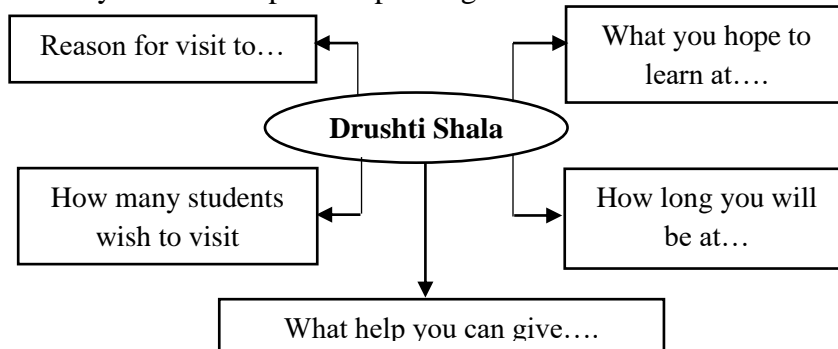 Reason for visit to…
What you hope to
learn at….
Drushti Shala
How many students
wish to visit
How long you will
be at…
What help you can give….